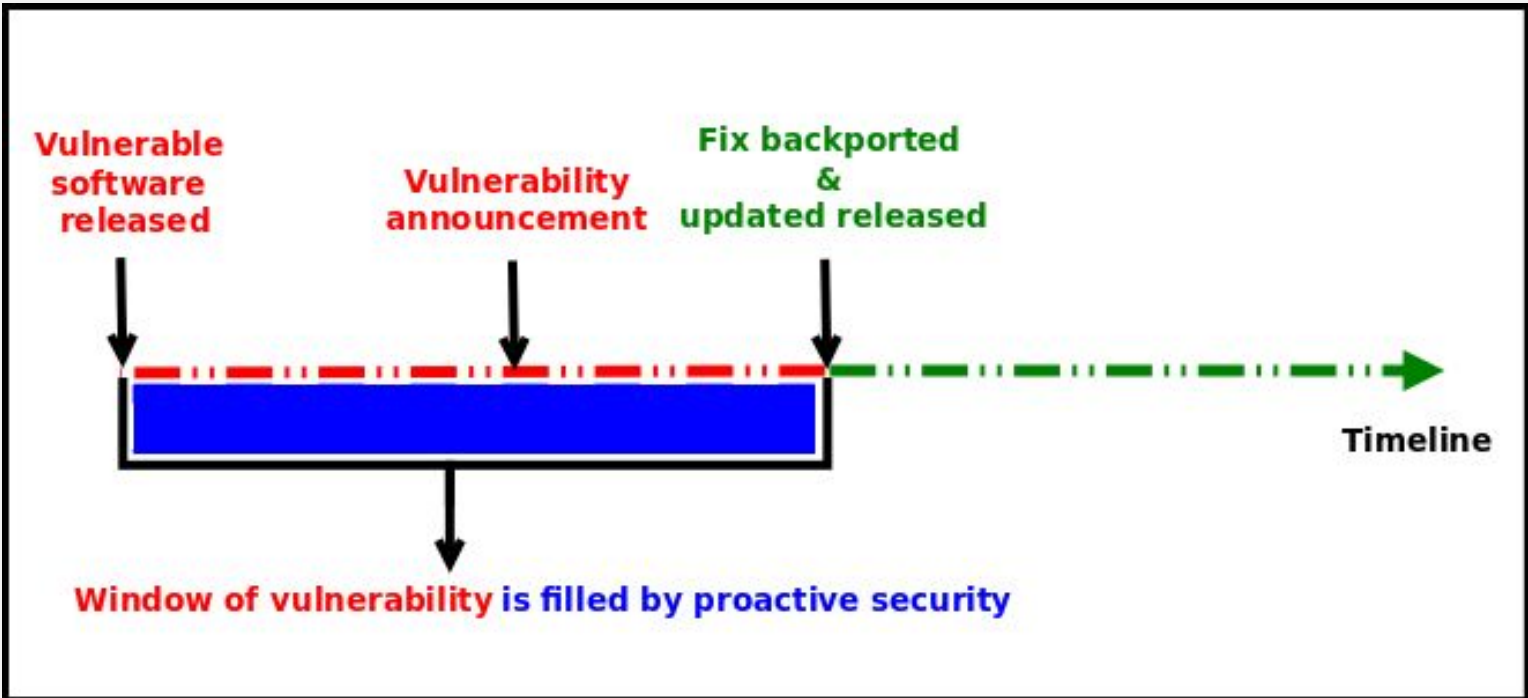 Vulnerable
software
released
Vulnerability
announcement
Fix backported
&
updated released
Timeline
Window of vulnerability is filled by proactive security